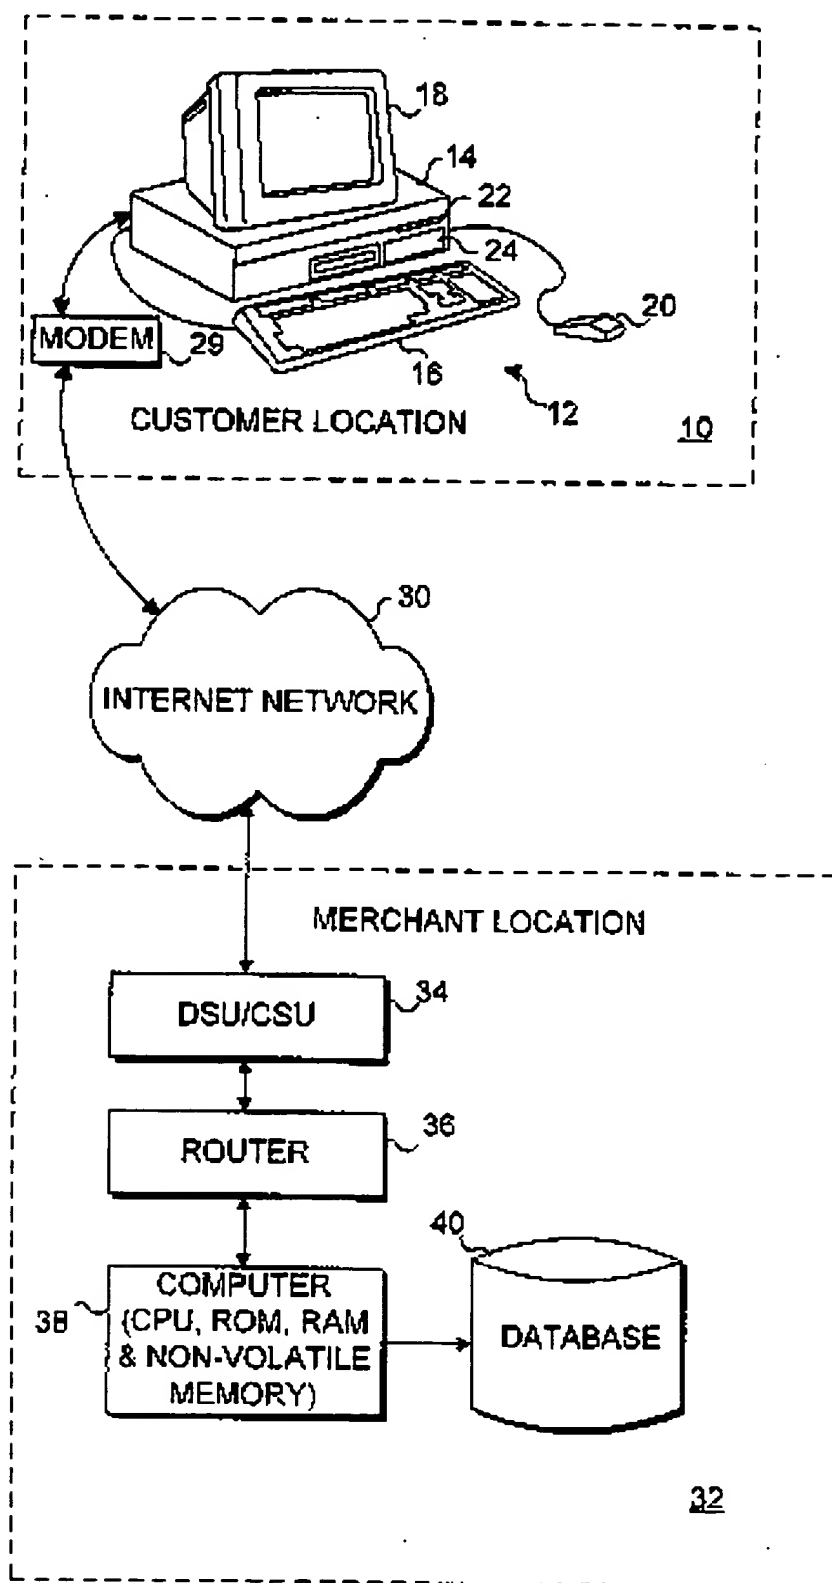 18
14
22
24
20
MODEM
29
16
12
CUSTOMER LOCATION
10
30
INTERNET NETWORK
MERCHANT LOCATION
34
DSU/CSU
36
ROUTER
40
COMPUTER
38
(CPU, ROM, RAM
& NON-VOLATILE
MEMORY)
DATABASE
32